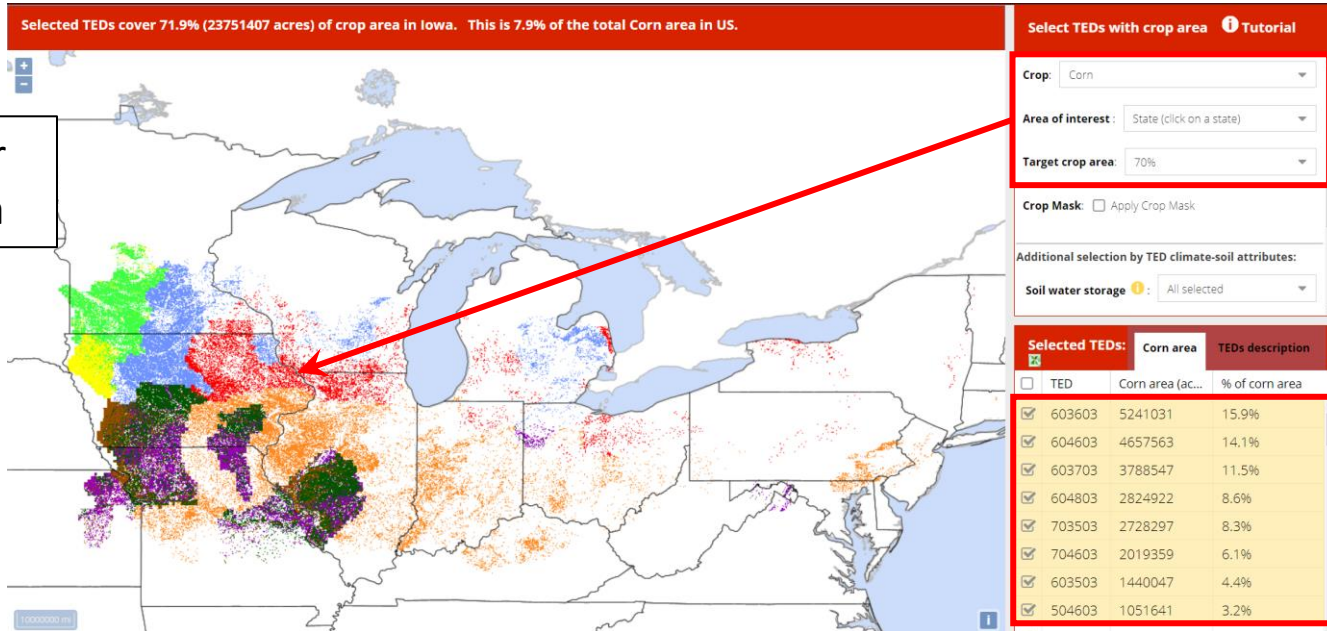 Selected TEDs cover 71.9% (23751407 acres) of crop area in Iowa. This is 7.9% of the total Corn area in US.
+
−
r
n
10000000 mi
i
Select TEDs with crop area i Tutorial
Crop: Corn
Area of interest : State (click on a state)
Target crop area: 70%
Crop Mask: Apply Crop Mask
Additional selection by TED climate-soil attributes:
Soil water storage i : All selected
Selected TEDs: Corn area TEDs description
TED Corn area (ac... % of corn area
603603 5241031 15.9%
604603 4657563 14.1%
603703 3788547 11.5%
604803 2824922 8.6%
703503 2728297 8.3%
704603 2019359 6.1%
603503 1440047 4.4%
504603 1051641 3.2%